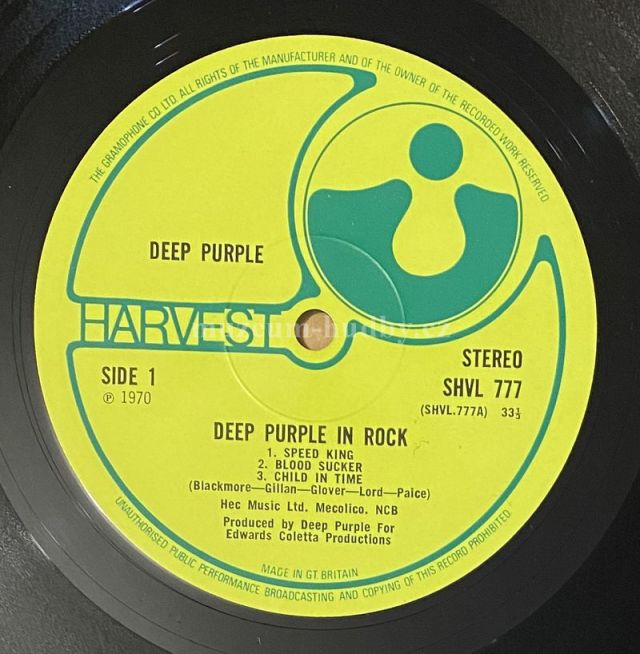 THE GRAMOPHONE CO LTD. ALL RIGHTS OF THE MANUFACTURER AND OF THE OWNER OF THE RECORDED WORK RESERVED
DEEP PURPLE
HARVEST
museum-hudby.cz
SIDE 1
STEREO
℗ 1970
SHVL 777
(SHVL.777A) 33⅓
DEEP PURPLE IN ROCK
1. SPEED KING
2. BLOOD SUCKER
3. CHILD IN TIME
(Blackmore—Gillan—Glover—Lord—Paice)
Hec Music Ltd. Mecolico. NCB
Produced by Deep Purple For
Edwards Coletta Productions
MADE IN GT. BRITAIN
UNAUTHORISED PUBLIC PERFORMANCE BROADCASTING AND COPYING OF THIS RECORD PROHIBITED